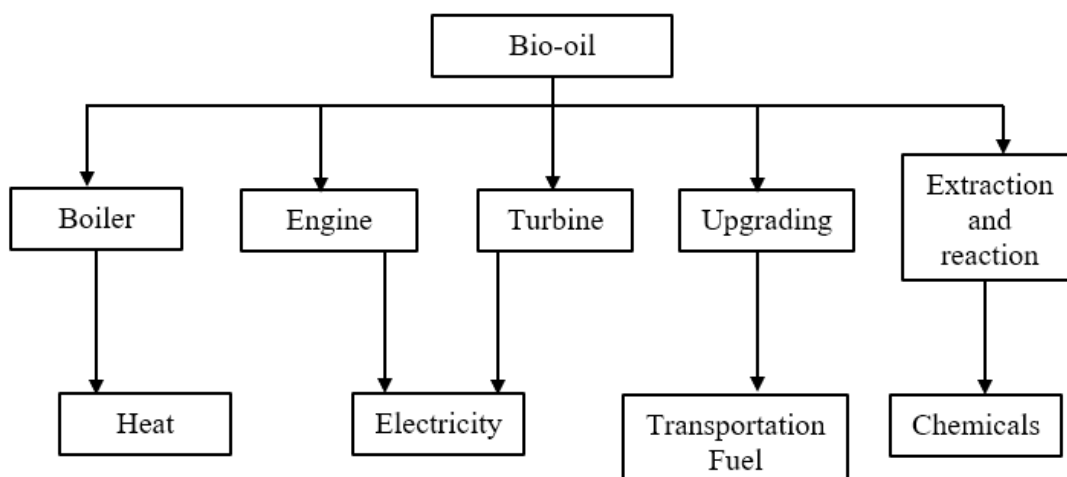 Bio-oil
Boiler
Engine
Turbine
Upgrading
Extraction
and
reaction
Heat
Electricity
Transportation
Fuel
Chemicals